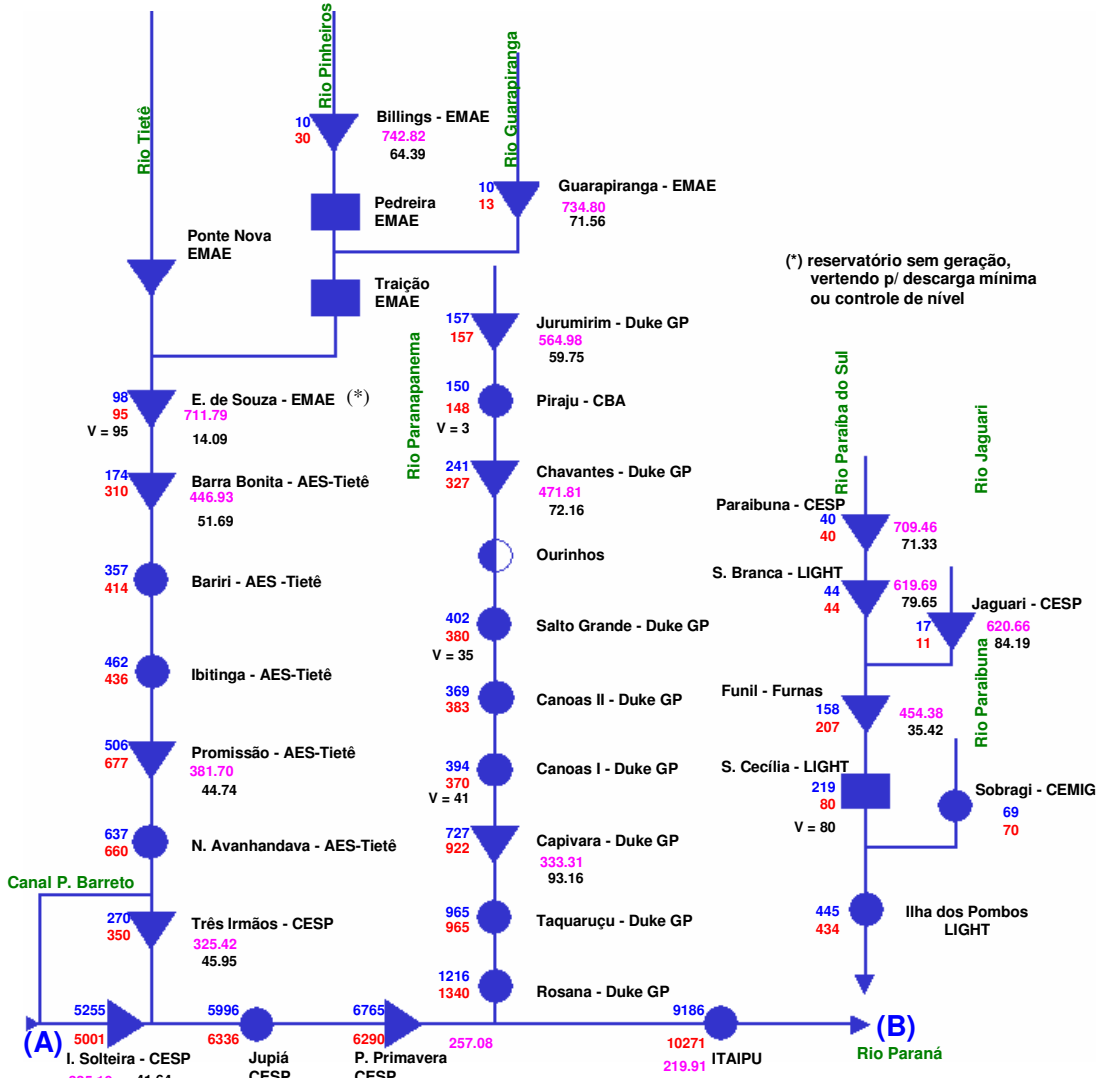 Rio Tietê
Rio Pinheiros
Rio Guarapiranga
10
30
Billings - EMAE
742.82
64.39
10
13
Guarapiranga - EMAE
734.80
71.56
Pedreira
EMAE
Ponte Nova
EMAE
Traição
EMAE
(*) reservatório sem geração,
vertendo p/ descarga mínima
ou controle de nível
98
95
V = 95
E. de Souza - EMAE (*)
711.79
14.09
174
310
Barra Bonita - AES-Tietê
446.93
51.69
357
414
Bariri - AES -Tietê
462
436
Ibitinga - AES-Tietê
506
677
Promissão - AES-Tietê
381.70
44.74
637
660
N. Avanhandava - AES-Tietê
Canal P. Barreto
270
350
Três Irmãos - CESP
325.42
45.95
Rio Paranapanema
157
157
Jurumirim - Duke GP
564.98
59.75
150
148
V = 3
Piraju - CBA
241
327
Chavantes - Duke GP
471.81
72.16
Ourinhos
402
380
V = 35
Salto Grande - Duke GP
369
383
Canoas II - Duke GP
394
370
V = 41
Canoas I - Duke GP
727
922
Capivara - Duke GP
333.31
93.16
965
965
Taquaruçu - Duke GP
1216
1340
Rosana - Duke GP
Rio Paraíba do Sul
Rio Jaguari
Paraibuna - CESP
40
40
709.46
71.33
S. Branca - LIGHT
44
44
619.69
79.65
Jaguari - CESP
17
11
620.66
84.19
Rio Paraibuna
Funil - Furnas
158
207
454.38
35.42
S. Cecília - LIGHT
219
80
V = 80
Sobragi - CEMIG
69
70
445
434
Ilha dos Pombos
LIGHT
(A)
5255
5001
I. Solteira - CESP
5996
6336
Jupiá
CESP
6765
6290
P. Primavera
CESP
257.08
9186
10271
ITAIPU
219.91
(B)
Rio Paraná